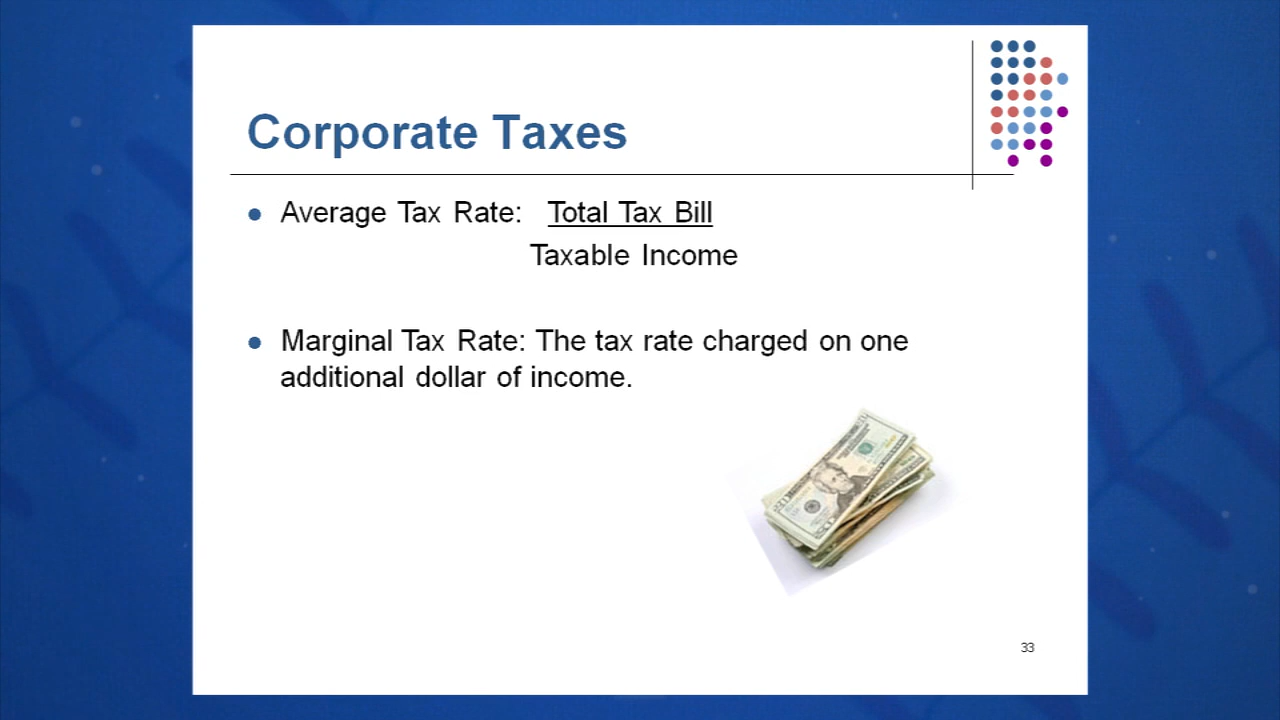 Corporate Taxes
Average Tax Rate: Total Tax Bill
Taxable Income
Marginal Tax Rate: The tax rate charged on one
additional dollar of income.
33